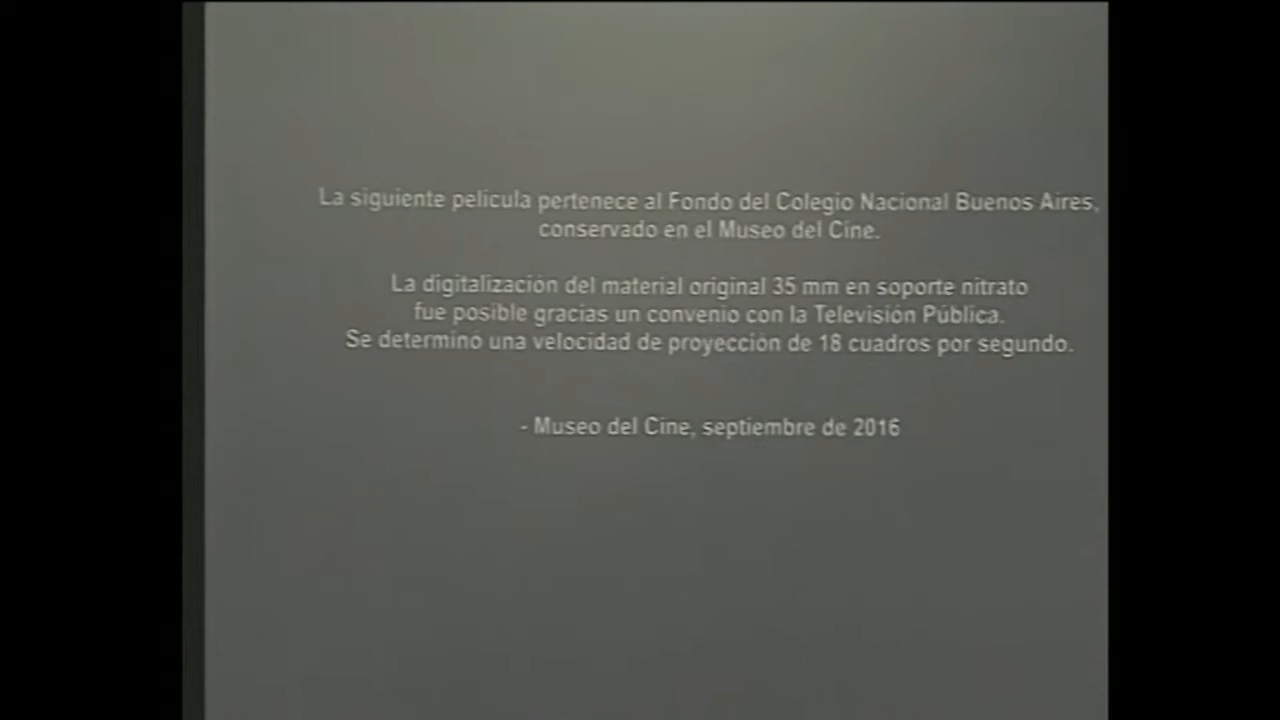 La siguiente película pertenece al Fondo del Colegio Nacional Buenos Aires,
conservado en el Museo del Cine.
La digitalización del material original 35 mm en soporte nitrato
fue posible gracias un convenio con la Televisión Pública.
Se determinó una velocidad de proyección de 18 cuadros por segundo.
- Museo del Cine, septiembre de 2016